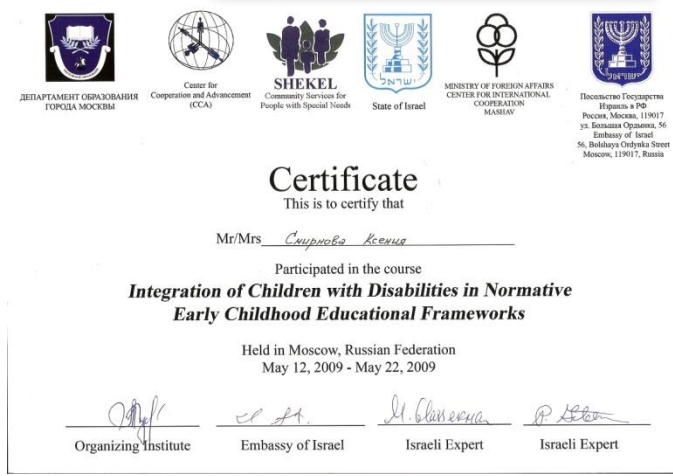 ДЕПАРТАМЕНТ ОБРАЗОВАНИЯ
ГОРОДА МОСКВЫ
Center for
Cooperation and Advancement
(CCA)
SHEKEL
Community Services for
People with Special Needs
ישראל
State of Israel
MINISTRY OF FOREIGN AFFAIRS
CENTER FOR INTERNATIONAL
COOPERATION
MASHAV
ישראל
Посольство Государства
Израиль в РФ
Россия, Москва, 119017
ул. Большая Ордынка, 56
Embassy of Israel
56, Bolshaya Ordynka Street
Moscow, 119017, Russia
Certificate
This is to certify that
Mr/Mrs Смирнова Ксения
Participated in the course
Integration of Children with Disabilities in Normative
Early Childhood Educational Frameworks
Held in Moscow, Russian Federation
May 12, 2009 - May 22, 2009
Organizing Institute
Embassy of Israel
Israeli Expert
Israeli Expert